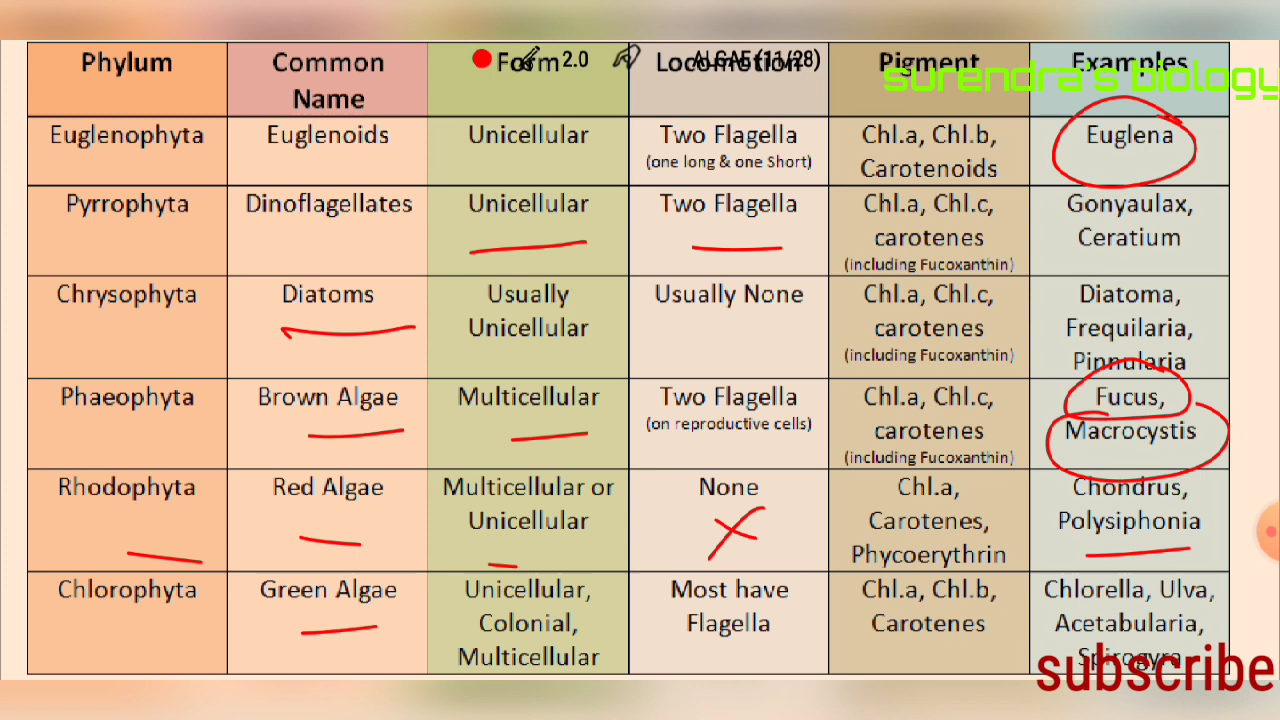 Phylum
Common
Name
Form
2.0
Locomotion
ALGAE (11/28)
Pigment
Examples
surendra's biology
Euglenophyta
Euglenoids
Unicellular
Two Flagella
(one long & one Short)
Chl.a, Chl.b,
Carotenoids
Euglena
Pyrrophyta
Dinoflagellates
Unicellular
Two Flagella
Chl.a, Chl.c,
carotenes
(including Fucoxanthin)
Gonyaulax,
Ceratium
Chrysophyta
Diatoms
Usually
Unicellular
Usually None
Chl.a, Chl.c,
carotenes
(including Fucoxanthin)
Diatoma,
Frequilaria,
Pinnularia
Phaeophyta
Brown Algae
Multicellular
Two Flagella
(on reproductive cells)
Chl.a, Chl.c,
carotenes
(including Fucoxanthin)
Fucus,
Macrocystis
Rhodophyta
Red Algae
Multicellular or
Unicellular
None
Chl.a,
Carotenes,
Phycoerythrin
Chondrus,
Polysiphonia
Chlorophyta
Green Algae
Unicellular,
Colonial,
Multicellular
Most have
Flagella
Chl.a, Chl.b,
Carotenes
Chlorella, Ulva,
Acetabularia,
Spirogyra
subscribe